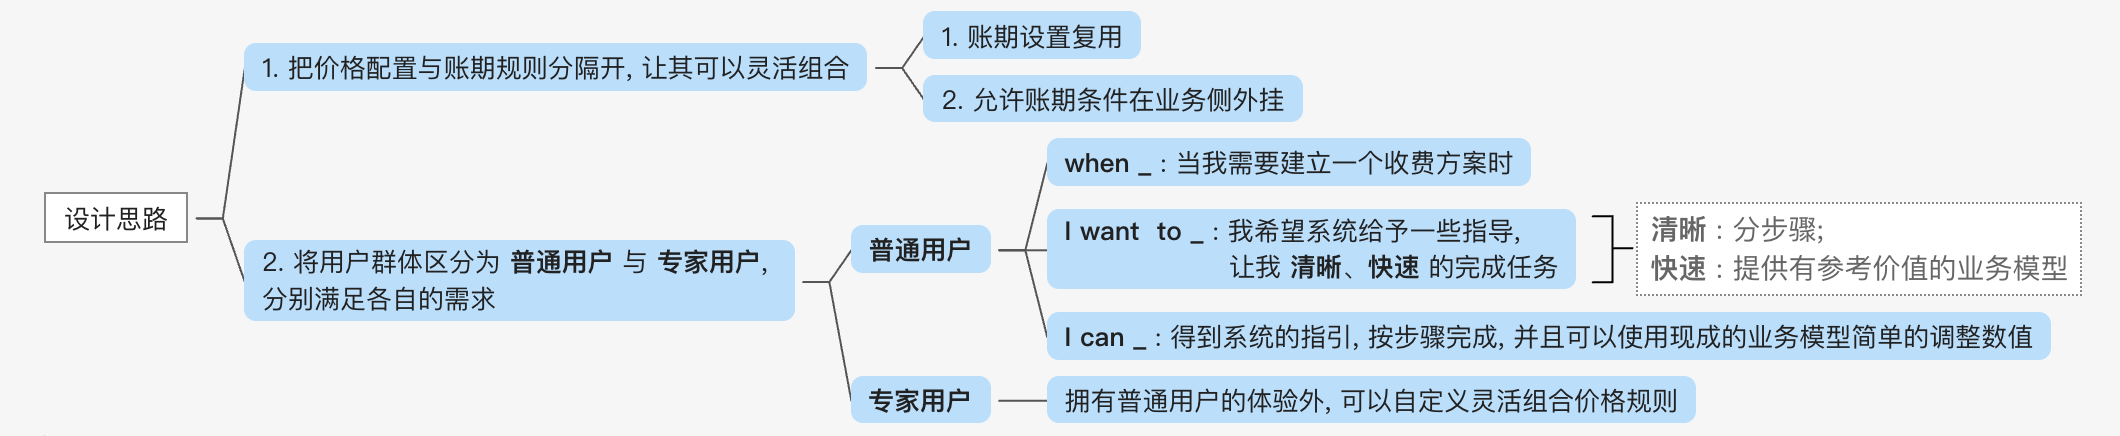 设计思路
1. 把价格配置与账期规则分隔开, 让其可以灵活组合
1. 账期设置复用
2. 允许账期条件在业务侧外挂
2. 将用户群体区分为 普通用户 与 专家用户,
分别满足各自的需求
普通用户
when _ : 当我需要建立一个收费方案时
I want to _ : 我希望系统给予一些指导,
让我 清晰、快速 的完成任务
清晰 : 分步骤;
快速 : 提供有参考价值的业务模型
I can _ : 得到系统的指引, 按步骤完成, 并且可以使用现成的业务模型简单的调整数值
专家用户
拥有普通用户的体验外, 可以自定义灵活组合价格规则